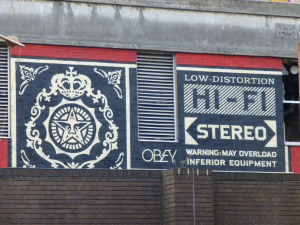 LOW-DISTORTION
HI-FI
STEREO
OBEY
WARNING: MAY OVERLOAD
INFERIOR EQUIPMENT